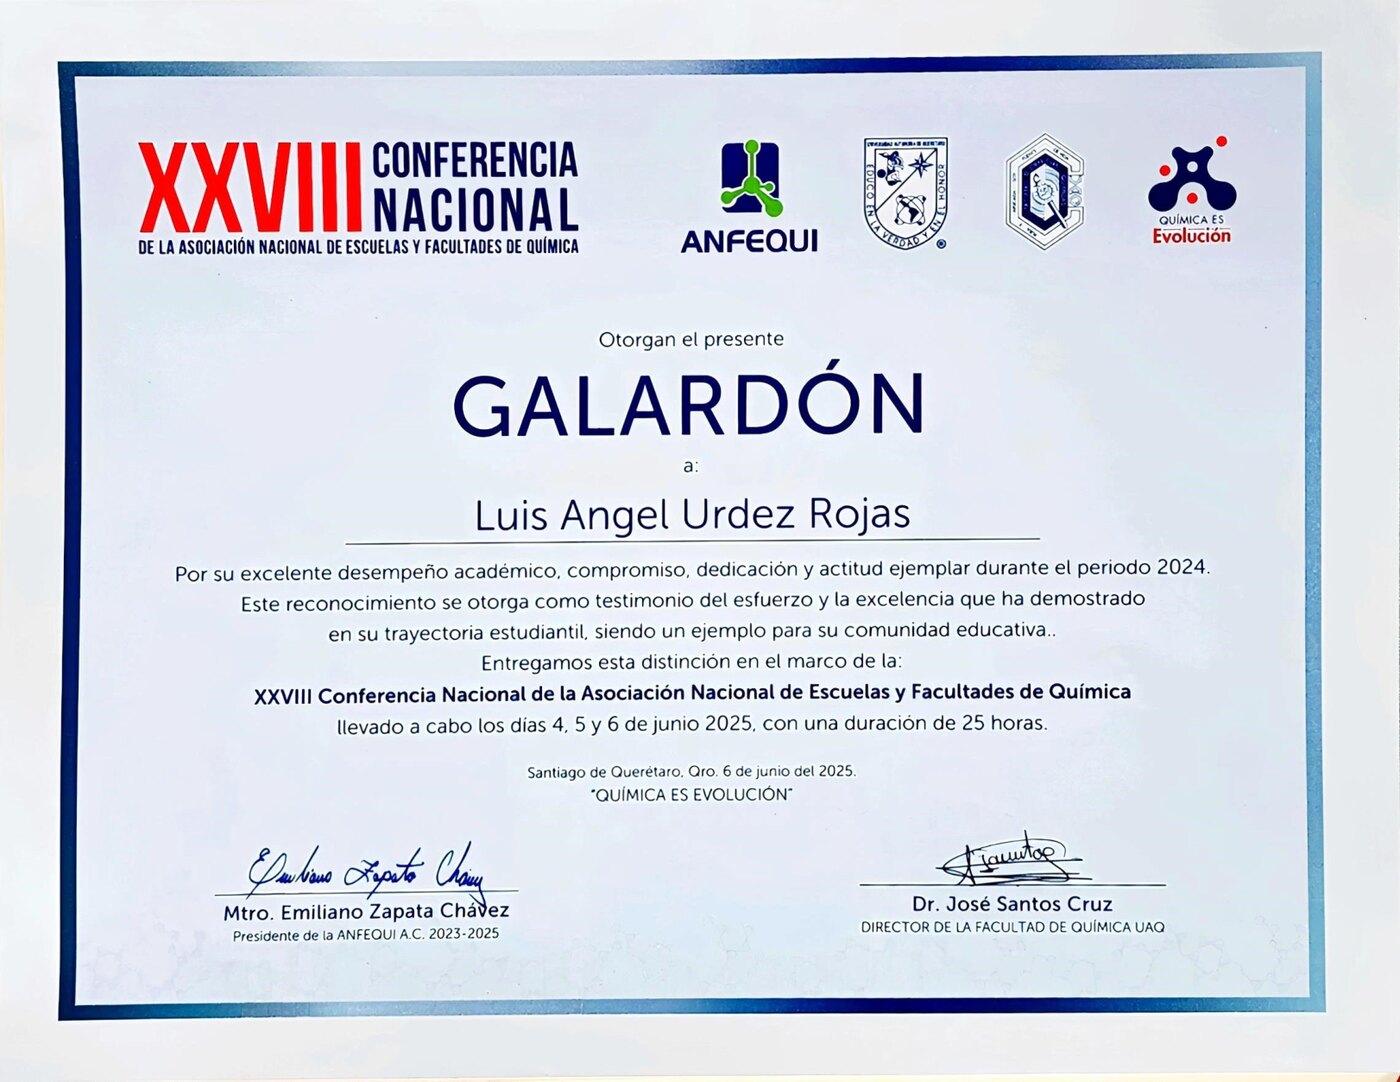 XXVIII CONFERENCIA NACIONAL
DE LA ASOCIACIÓN NACIONAL DE ESCUELAS Y FACULTADES DE QUÍMICA
ANFEQUI
EDUCO EN LA VERDAD Y EN EL HONOR
QUÍMICA ES
Evolución
Otorgan el presente
GALARDÓN
a:
Luis Angel Urdez Rojas
Por su excelente desempeño académico, compromiso, dedicación y actitud ejemplar durante el periodo 2024.
Este reconocimiento se otorga como testimonio del esfuerzo y la excelencia que ha demostrado
en su trayectoria estudiantil, siendo un ejemplo para su comunidad educativa..
Entregamos esta distinción en el marco de la:
XXVIII Conferencia Nacional de la Asociación Nacional de Escuelas y Facultades de Química
llevado a cabo los días 4, 5 y 6 de junio 2025, con una duración de 25 horas.
Santiago de Querétaro, Qro. 6 de junio del 2025.
"QUÍMICA ES EVOLUCIÓN"
Emiliano Zapata Chávez
Mtro. Emiliano Zapata Chávez
Presidente de la ANFEQUI A.C. 2023-2025
Dr. José Santos Cruz
DIRECTOR DE LA FACULTAD DE QUÍMICA UAQ